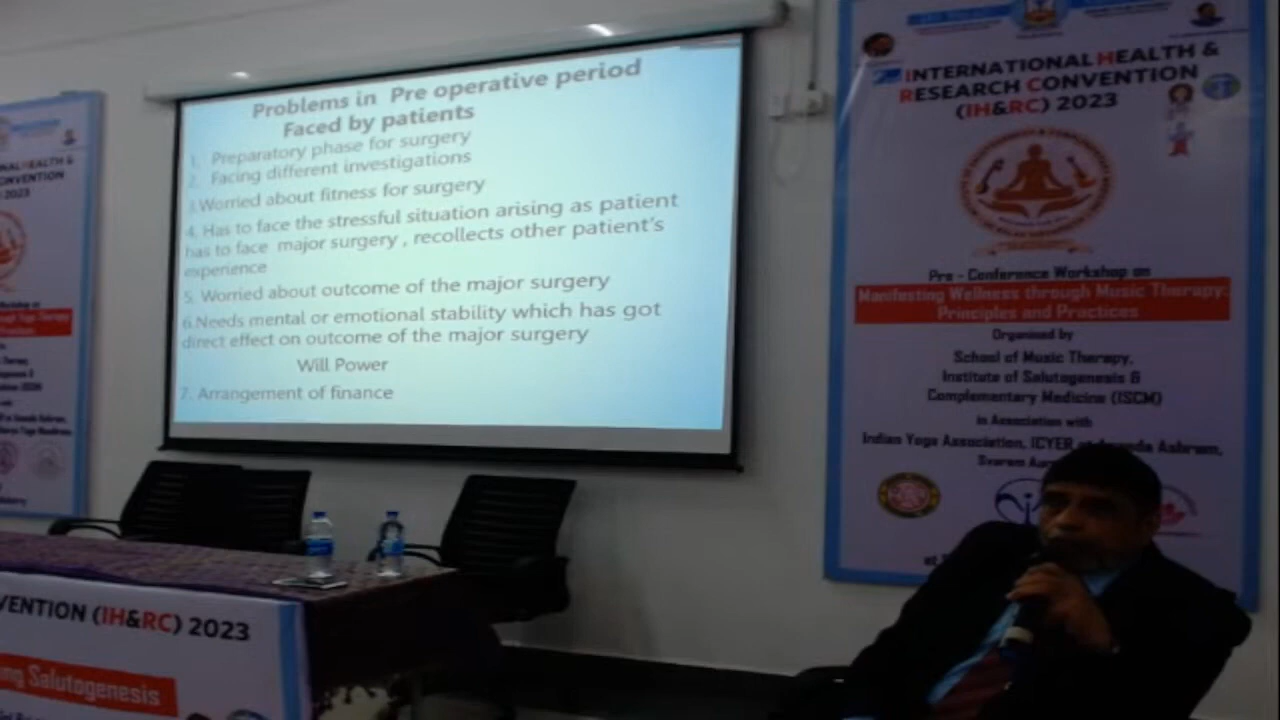 Problems in Pre operative period
Faced by patients
1. Preparatory phase for surgery
2. Facing different investigations
3.Worried about fitness for surgery
4. Has to face the stressful situation arising as patient
has to face major surgery , recollects other patient's
experience
5. Worried about outcome of the major surgery
6.Needs mental or emotional stability which has got
direct effect on outcome of the major surgery
Will Power
7. Arrangement of finance
INTERNATIONAL HEALTH &
RESEARCH CONVENTION
(IH&RC) 2023
Pre - Conference Workshop on
Manifesting Wellness through Music Therapy:
Principles and Practices
Organised by
School of Music Therapy,
Institute of Salutogenesis &
Complementary Medicine (ISCM)
in Association with
Indian Yoga Association, ICYER at Ashram,
NAL HEALTH &
ONVENTION
2023
VENTION (IH&RC) 2023
ng Salutogenesis